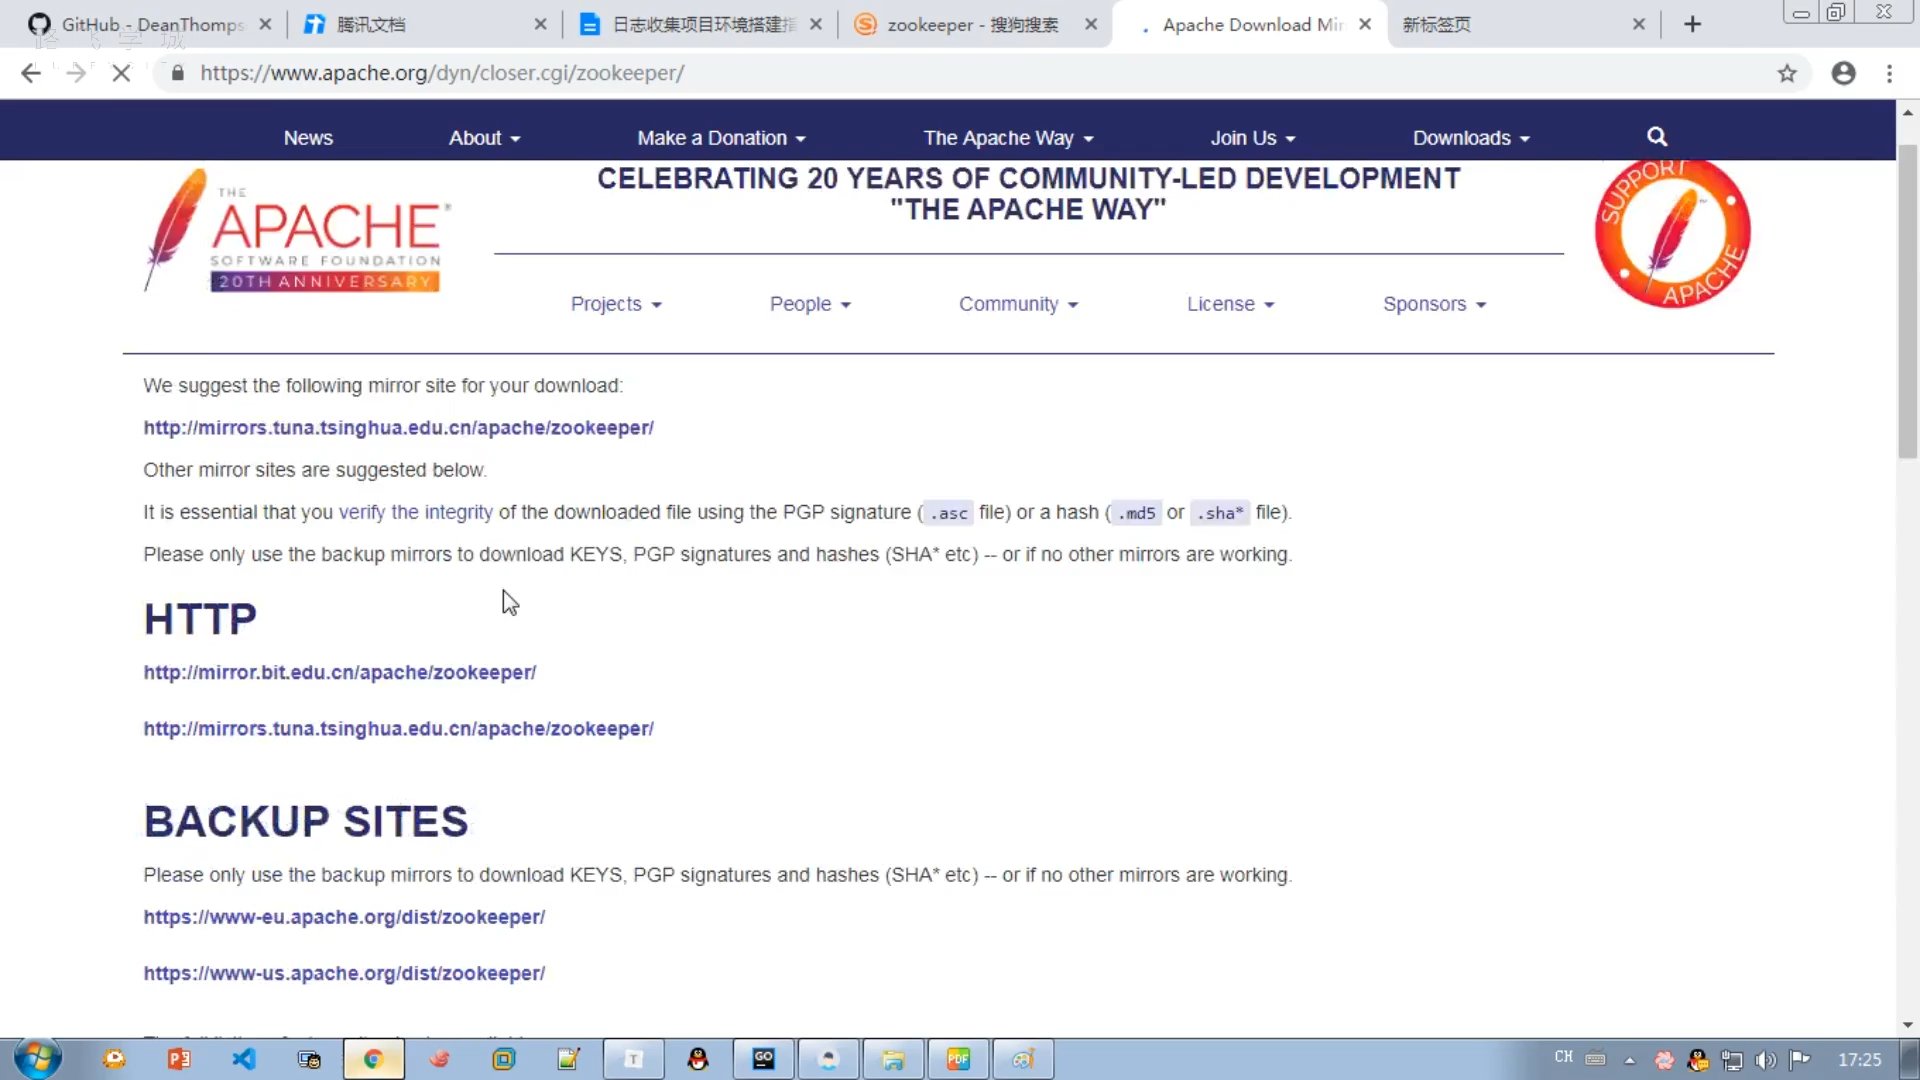 GitHub - DeanThomps
腾讯文档
日志收集项目环境搭建指
zookeeper - 搜狗搜索
Apache Download Mir
新标签页
路飞学城
https://www.apache.org/dyn/closer.cgi/zookeeper/
News
About
Make a Donation
The Apache Way
Join Us
Downloads
THE
APACHE®
SOFTWARE FOUNDATION
20TH ANNIVERSARY
CELEBRATING 20 YEARS OF COMMUNITY-LED DEVELOPMENT
"THE APACHE WAY"
SUPPORT
APACHE
Projects
People
Community
License
Sponsors
We suggest the following mirror site for your download:
http://mirrors.tuna.tsinghua.edu.cn/apache/zookeeper/
Other mirror sites are suggested below.
It is essential that you verify the integrity of the downloaded file using the PGP signature (.asc file) or a hash (.md5 or .sha* file).
Please only use the backup mirrors to download KEYS, PGP signatures and hashes (SHA* etc) -- or if no other mirrors are working.
HTTP
http://mirror.bit.edu.cn/apache/zookeeper/
http://mirrors.tuna.tsinghua.edu.cn/apache/zookeeper/
BACKUP SITES
Please only use the backup mirrors to download KEYS, PGP signatures and hashes (SHA* etc) -- or if no other mirrors are working.
https://www-eu.apache.org/dist/zookeeper/
https://www-us.apache.org/dist/zookeeper/
GO
PDF
CH
17:25